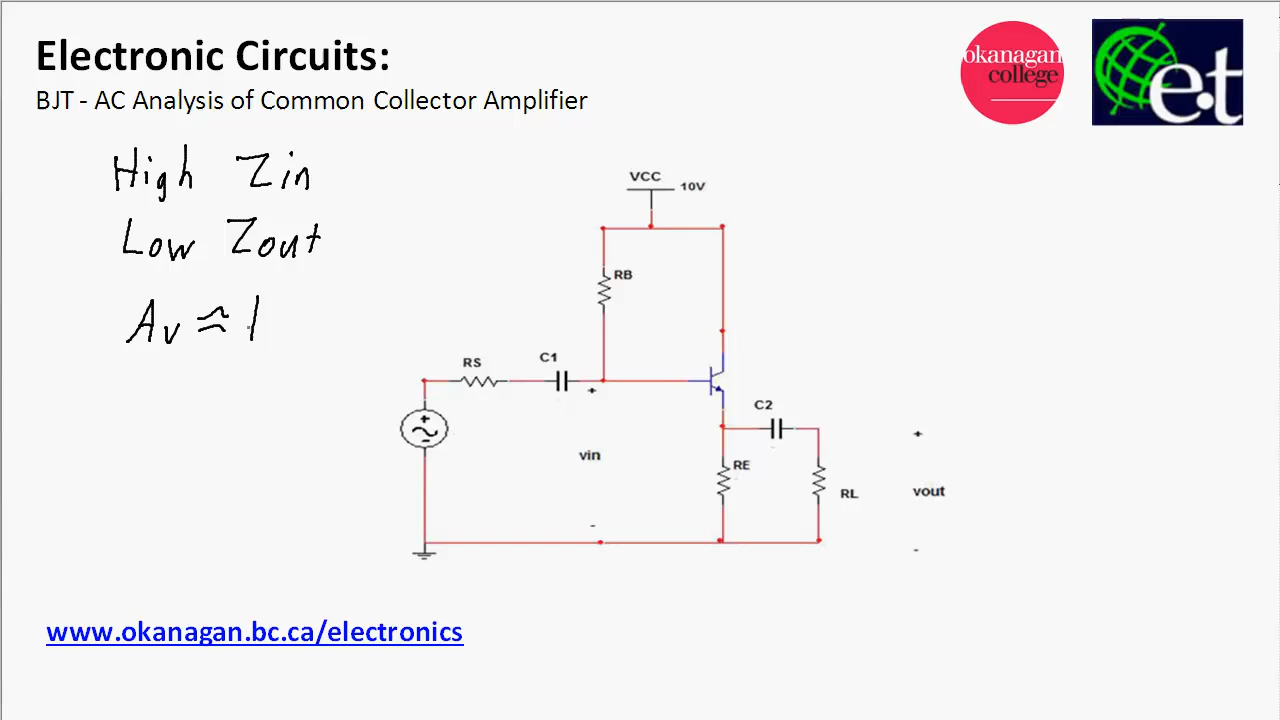 Electronic Circuits:
BJT - AC Analysis of Common Collector Amplifier
okanagan
college
e.t
High Zin
Low Zout
Av ≈ 1
VCC
10V
RB
RS
C1
+
C2
+
-
+
vin
RE
RL
vout
-
-
www.okanagan.bc.ca/electronics